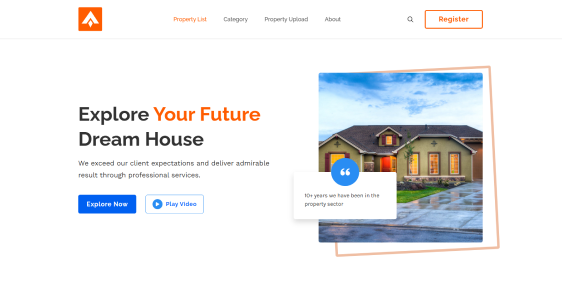 Property List
Category
Property Upload
About
Register
Explore Your Future
Dream House
We exceed our client expectations and deliver admirable
result through professional services.
Explore Now
Play Video
“
10+ years we have been in the
property sector